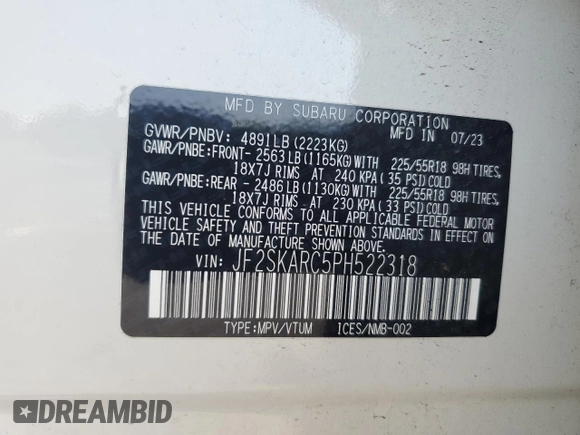 MFD BY SUBARU CORPORATION
GVWR/PNBV: 4891LB (2223KG) MFD IN 07/23
GAWR/PNBE:FRONT- 2563LB (1165KG) WITH 225/55R18 98H TIRES,
18X7J RIMS AT 240 KPA (35 PSI) COLD
GAWR/PNBE:REAR - 2486LB (1130KG) WITH 225/55R18 98H TIRES,
18X7J RIMS AT 230 KPA (33 PSI) COLD
THIS VEHICLE CONFORMS TO ALL APPLICABLE FEDERAL MOTOR
VEHICLE SAFETY AND THEFT PREVENTION STANDARDS IN EFFECT
ON THE DATE OF MANUFACTURE SHOWN ABOVE.
VIN: JF2SKARC5PH522318
TYPE:MPV/VTUM ICES/NMB-002
DREAMBID